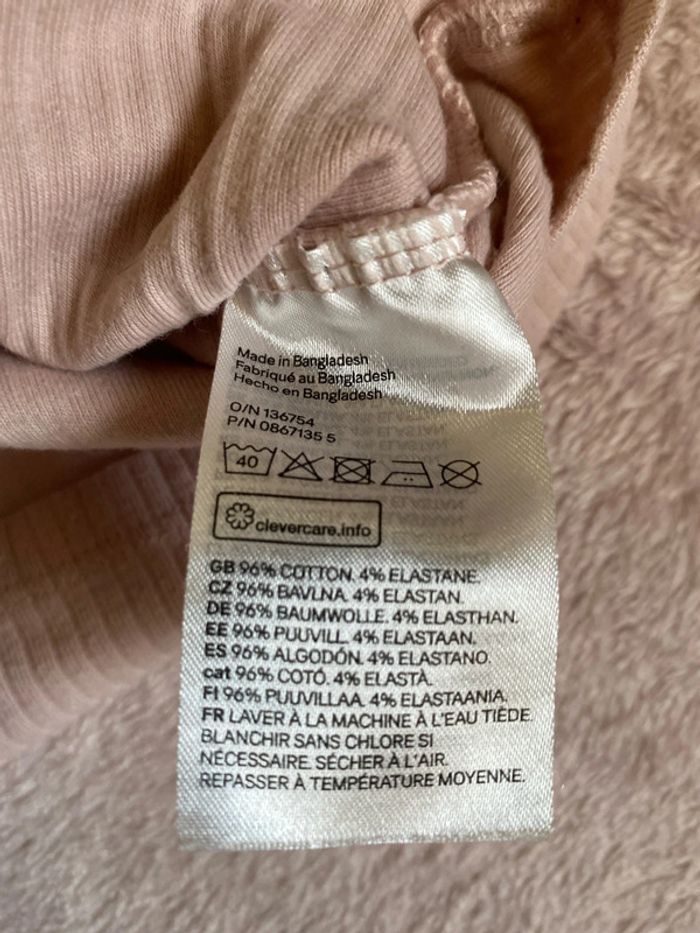 Made in Bangladesh
Fabriqué au Bangladesh
Hecho en Bangladesh
O/N 136754
P/N 0867135 5
40
clevercare.info
GB 96% COTTON. 4% ELASTANE.
CZ 96% BAVLNA. 4% ELASTAN.
DE 96% BAUMWOLLE. 4% ELASTHAN.
EE 96% PUUVILL. 4% ELASTAAN.
ES 96% ALGODÓN. 4% ELASTANO.
cat 96% COTÓ. 4% ELASTÀ.
FI 96% PUUVILLAA. 4% ELASTAANIA.
FR LAVER À LA MACHINE À L'EAU TIÈDE.
BLANCHIR SANS CHLORE SI
NÉCESSAIRE. SÉCHER À L'AIR.
REPASSER À TEMPÉRATURE MOYENNE.